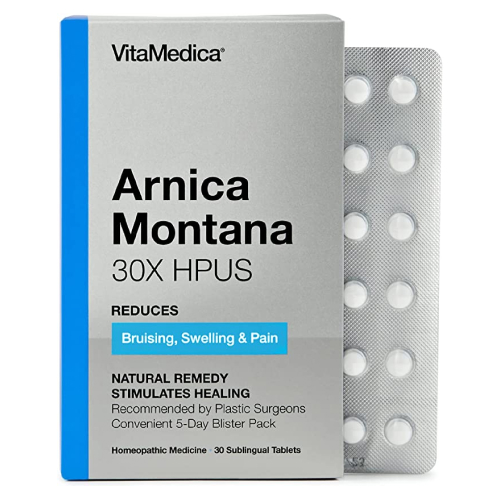 VitaMedica®
Arnica
Montana
30X HPUS
REDUCES
Bruising, Swelling & Pain
NATURAL REMEDY
STIMULATES HEALING
Recommended by Plastic Surgeons
Convenient 5-Day Blister Pack
Homeopathic Medicine · 30 Sublingual Tablets